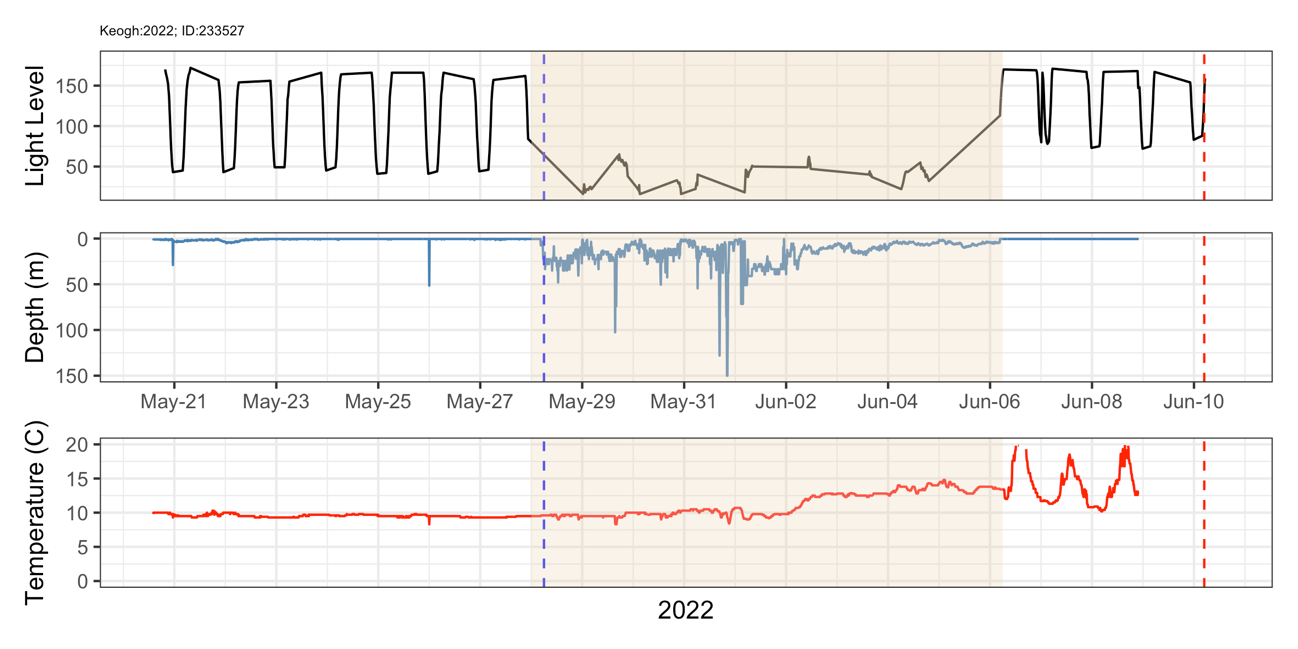 Keogh:2022; ID:233527
Light Level
150
100
50
Depth (m)
0
50
100
150
May-21 May-23 May-25 May-27 May-29 May-31 Jun-02 Jun-04 Jun-06 Jun-08 Jun-10
Temperature (C)
20
15
10
5
0
2022